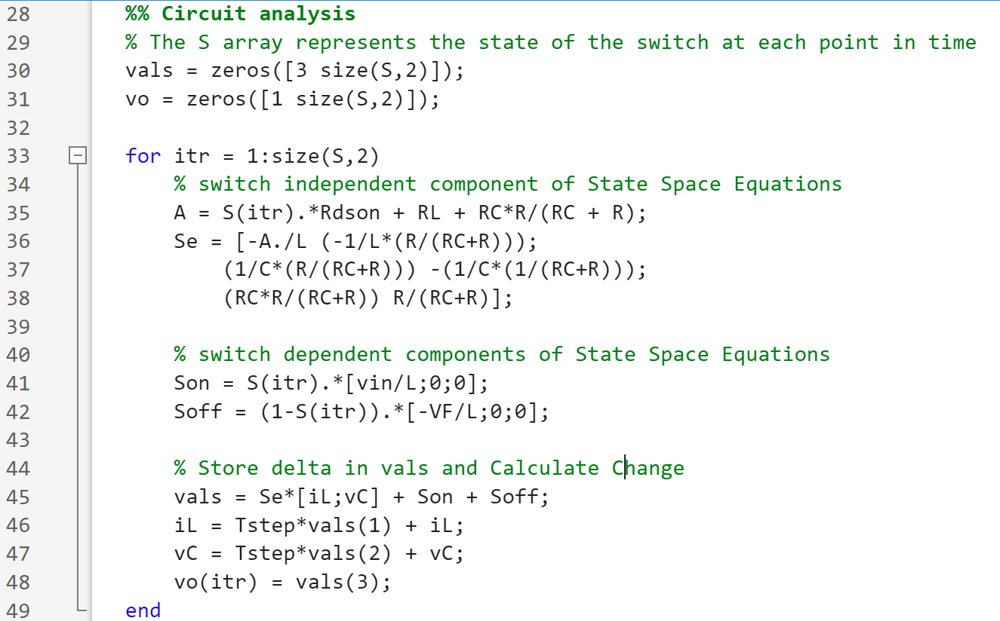 28 %% Circuit analysis
29 % The S array represents the state of the switch at each point in time
30 vals = zeros([3 size(S,2)]);
31 vo = zeros([1 size(S,2)]);
32
33 for itr = 1:size(S,2)
34 % switch independent component of State Space Equations
35 A = S(itr).*Rdson + RL + RC*R/(RC + R);
36 Se = [-A./L (-1/L*(R/(RC+R)));
37 (1/C*(R/(RC+R))) -(1/C*(1/(RC+R)));
38 (RC*R/(RC+R)) R/(RC+R)];
39
40 % switch dependent components of State Space Equations
41 Son = S(itr).*[vin/L;0;0];
42 Soff = (1-S(itr)).*[-VF/L;0;0];
43
44 % Store delta in vals and Calculate Change
45 vals = Se*[iL;vC] + Son + Soff;
46 iL = Tstep*vals(1) + iL;
47 vC = Tstep*vals(2) + vC;
48 vo(itr) = vals(3);
49 end